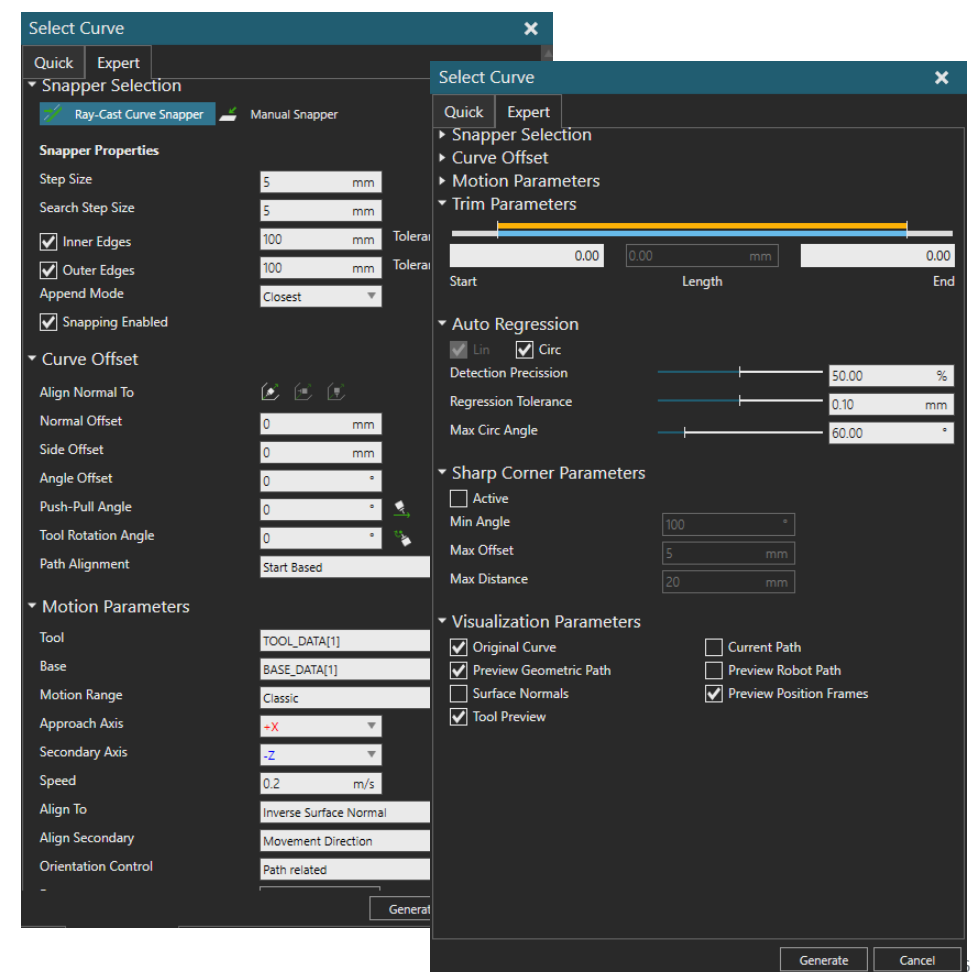 Select Curve
Quick Expert
Snapper Selection
Ray-Cast Curve Snapper Manual Snapper
Snapper Properties
Step Size 5 mm
Search Step Size 5 mm
Inner Edges 100 mm Tolera
Outer Edges 100 mm Tolera
Append Mode Closest
Snapping Enabled
Curve Offset
Align Normal To
Normal Offset 0 mm
Side Offset 0 mm
Angle Offset 0 °
Push-Pull Angle 0 °
Tool Rotation Angle 0 °
Path Alignment Start Based
Motion Parameters
Tool TOOL_DATA[1]
Base BASE_DATA[1]
Motion Range Classic
Approach Axis +X
Secondary Axis -Z
Speed 0.2 m/s
Align To Inverse Surface Normal
Align Secondary Movement Direction
Orientation Control Path related
Generat
Select Curve
Quick Expert
Snapper Selection
Curve Offset
Motion Parameters
Trim Parameters
0.00 0.00 mm 0.00
Start Length End
Auto Regression
Lin Circ
Detection Precission 50.00 %
Regression Tolerance 0.10 mm
Max Circ Angle 60.00 °
Sharp Corner Parameters
Active
Min Angle 100 °
Max Offset 5 mm
Max Distance 20 mm
Visualization Parameters
Original Curve Current Path
Preview Geometric Path Preview Robot Path
Surface Normals Preview Position Frames
Tool Preview
Generate Cancel